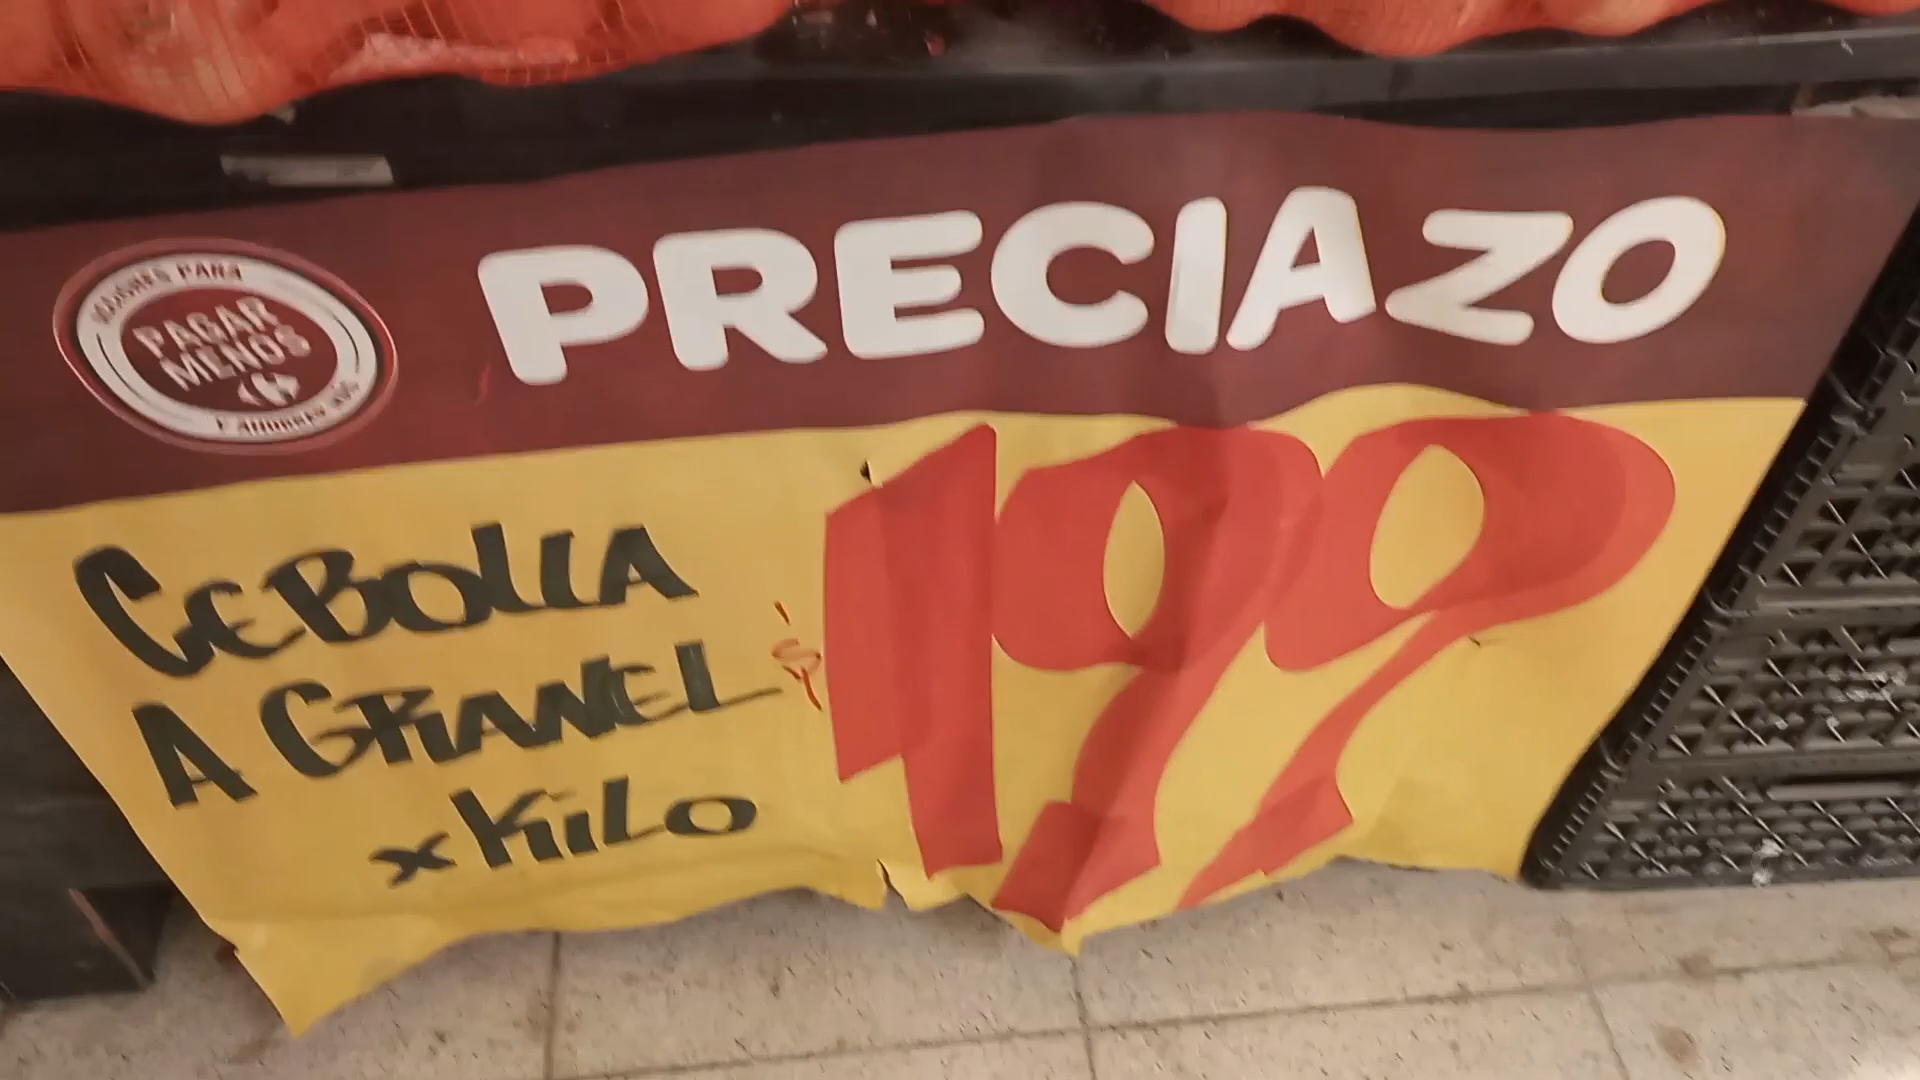 PRECIAZO
PAGAR
MENOS
CEBOLLA
A GRANEL
x KILO
$ 199